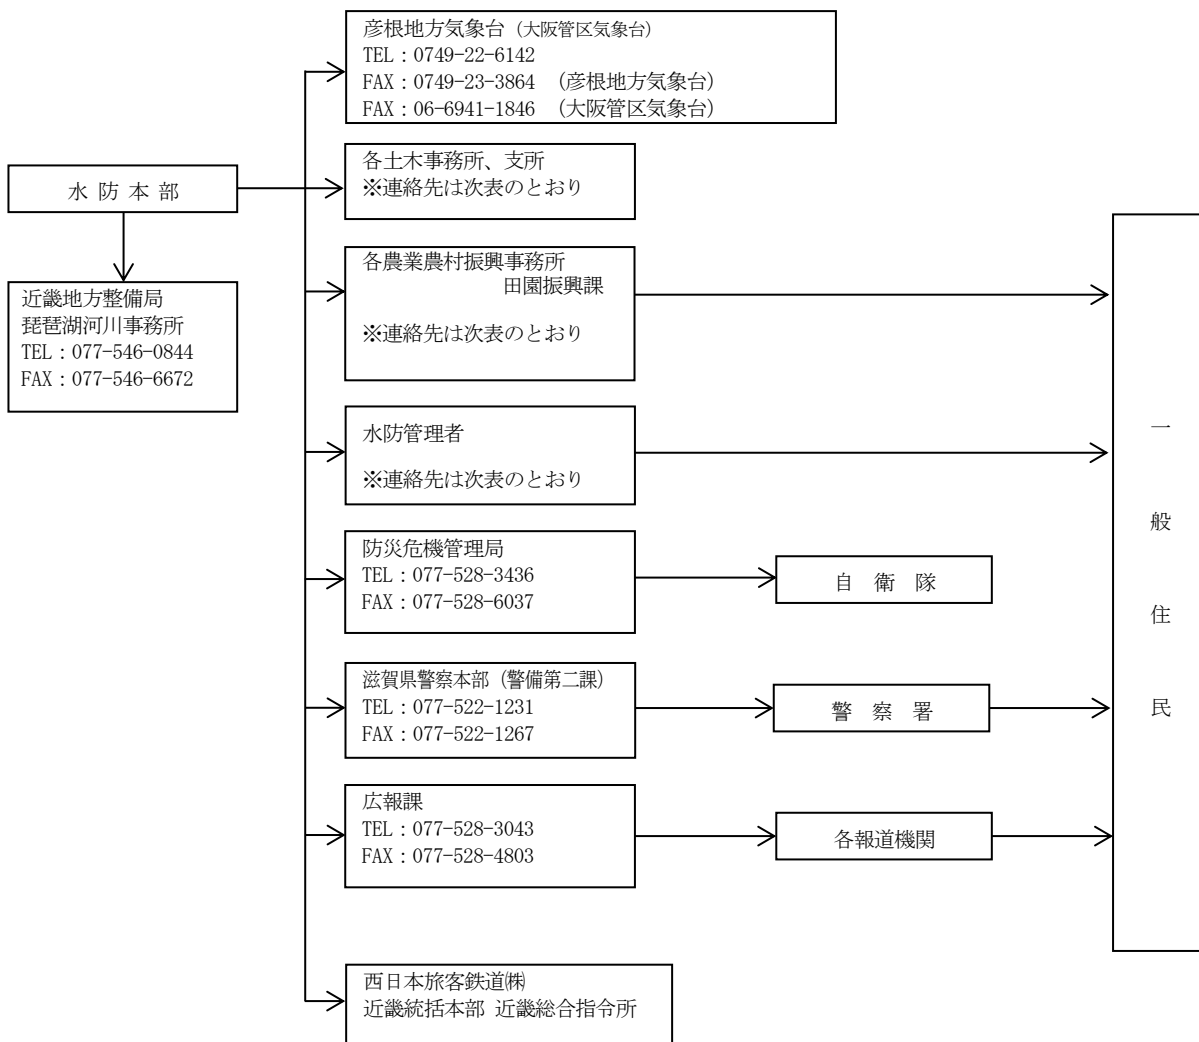 彦根地方気象台（大阪管区気象台）
TEL：0749-22-6142
FAX：0749-23-3864　（彦根地方気象台）
FAX：06-6941-1846　（大阪管区気象台）
各土木事務所、支所
※連絡先は次表のとおり
水 防 本 部
近畿地方整備局
琵琶湖河川事務所
TEL：077-546-0844
FAX：077-546-6672
各農業農村振興事務所
田園振興課
※連絡先は次表のとおり
水防管理者
※連絡先は次表のとおり
防災危機管理局
TEL：077-528-3436
FAX：077-528-6037
自　衛　隊
滋賀県警察本部（警備第二課）
TEL：077-522-1231
FAX：077-522-1267
警　察　署
広報課
TEL：077-528-3043
FAX：077-528-4803
各報道機関
一般住民
西日本旅客鉄道㈱
近畿統括本部 近畿総合指令所